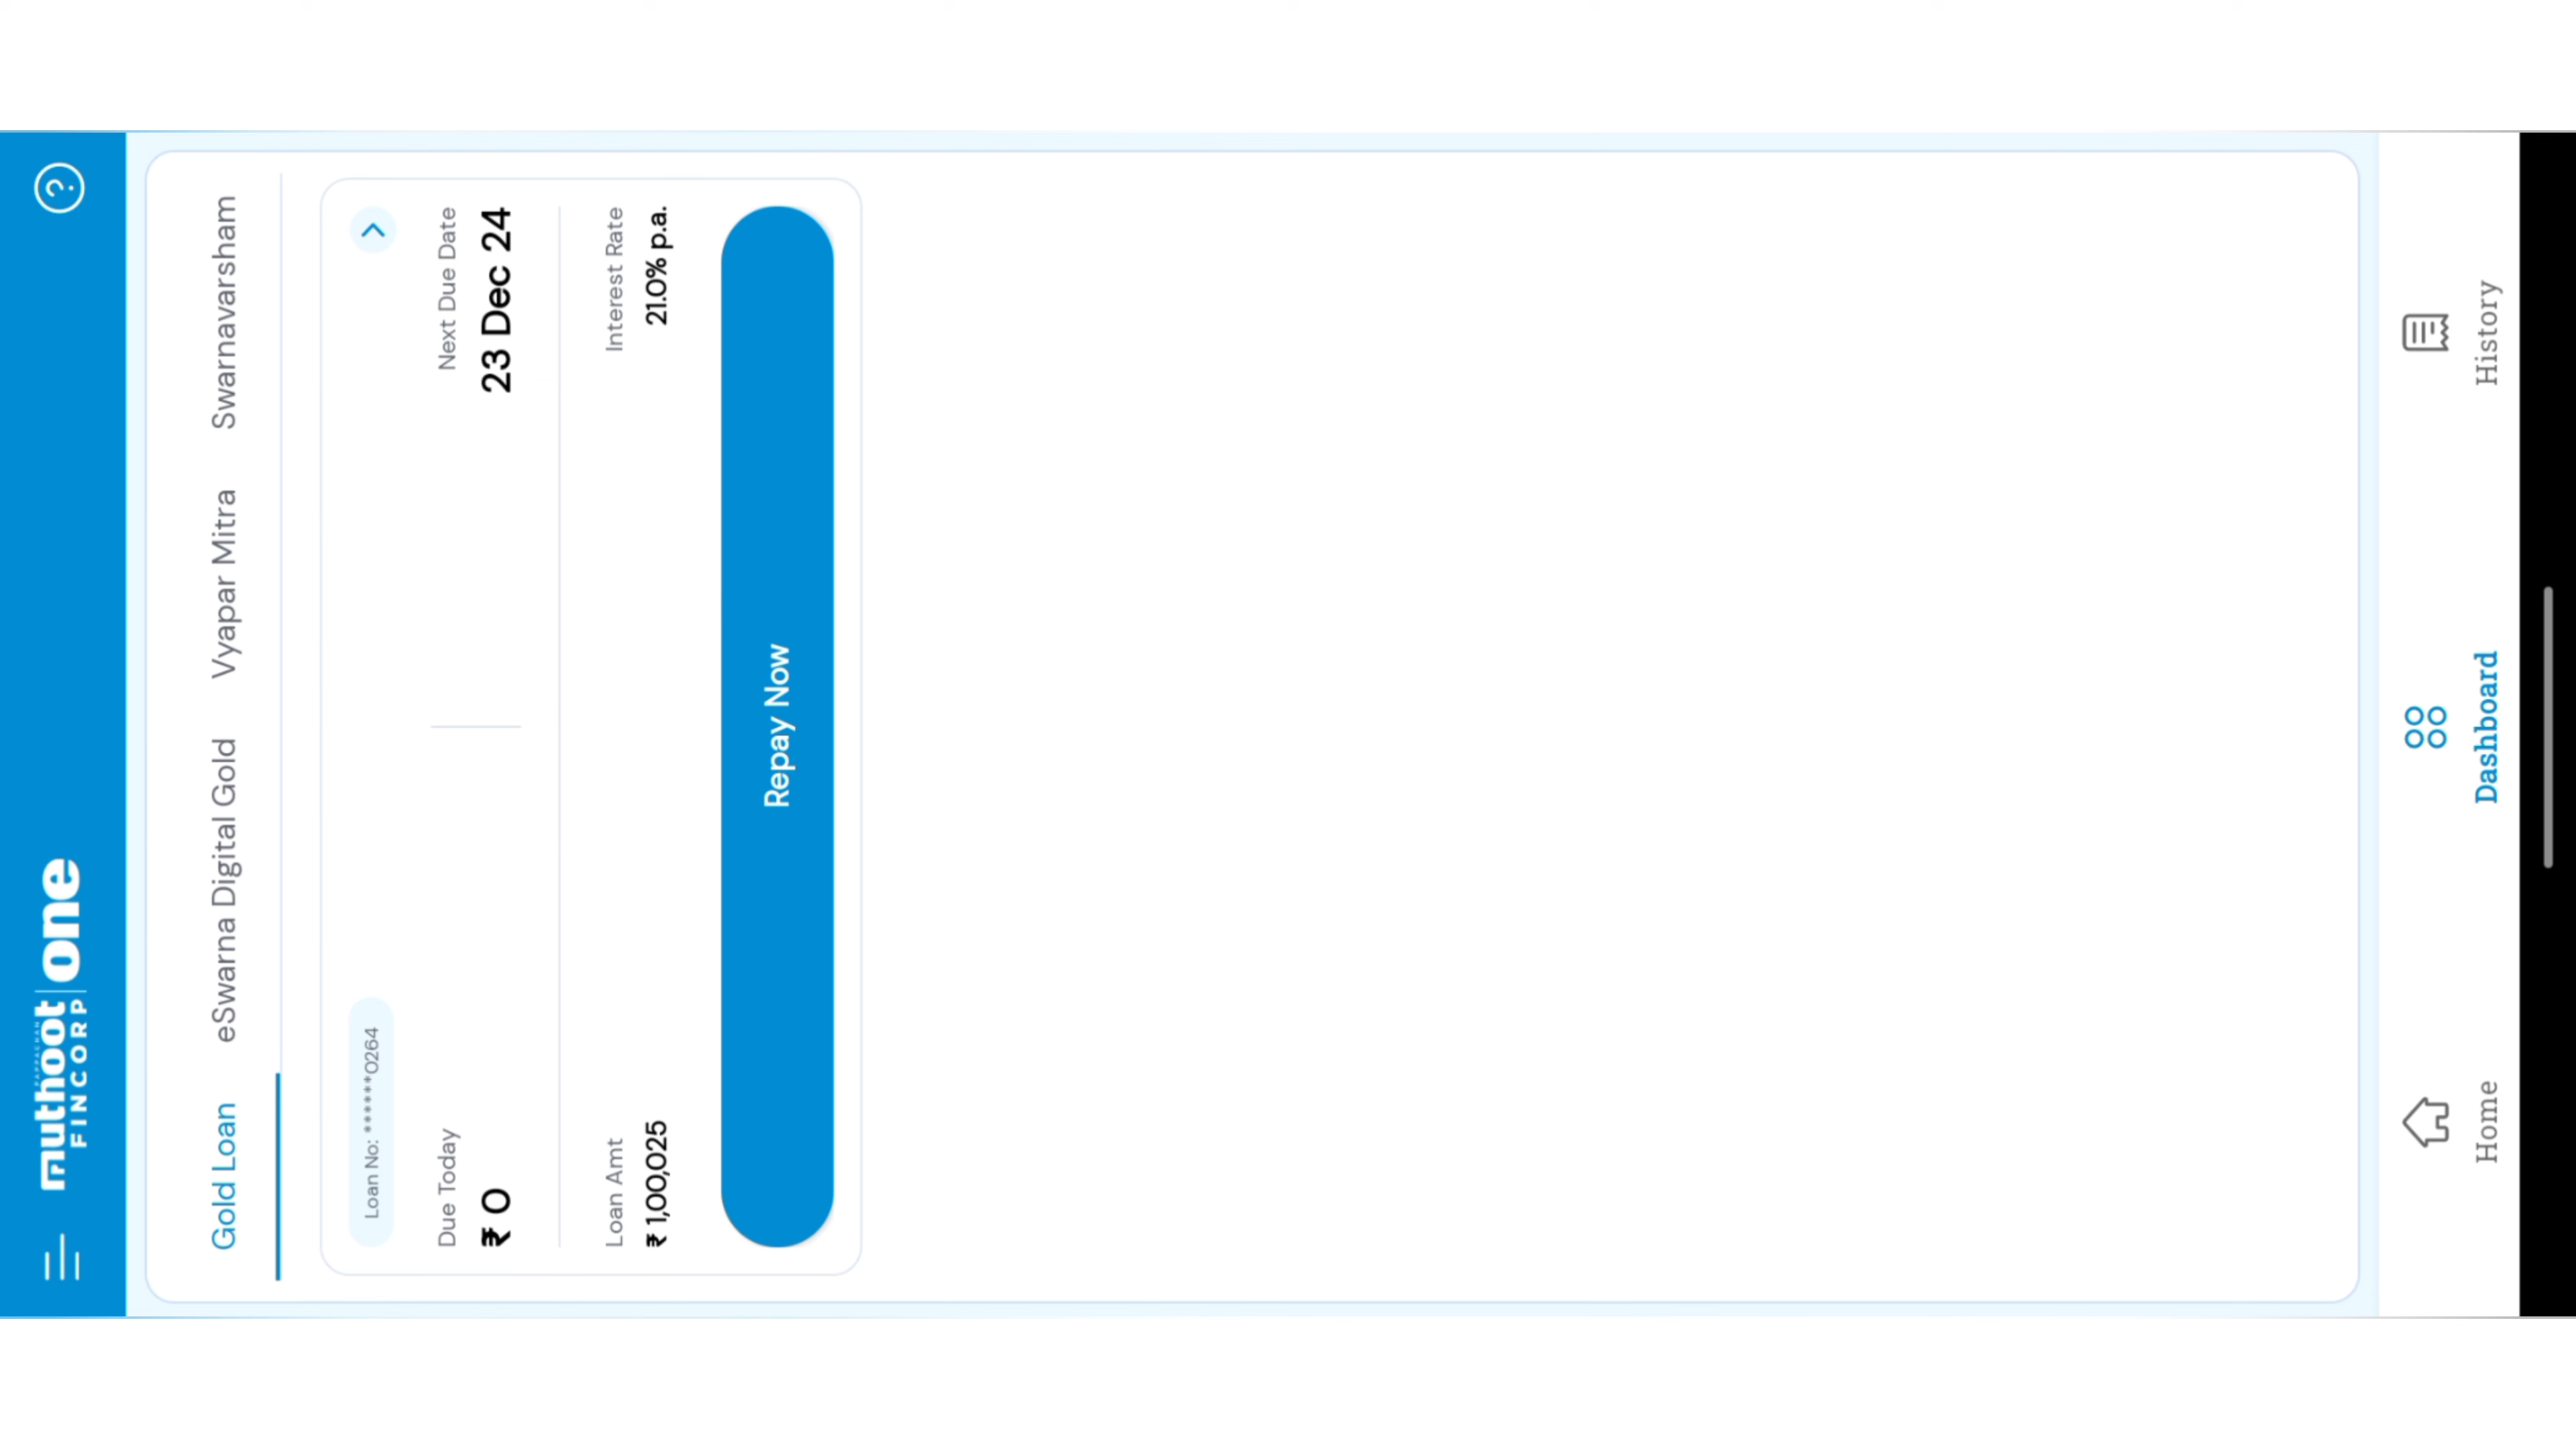 muthoot FINCORP | one
Gold Loan eSwarna Digital Gold Vyapar Mitra Swarnavarsham
Loan No: ******0264
Due Today Next Due Date
₹ 0 23 Dec 24
Loan Amt Interest Rate
₹ 1,00,025 21.0% p.a.
Repay Now
Home Dashboard History